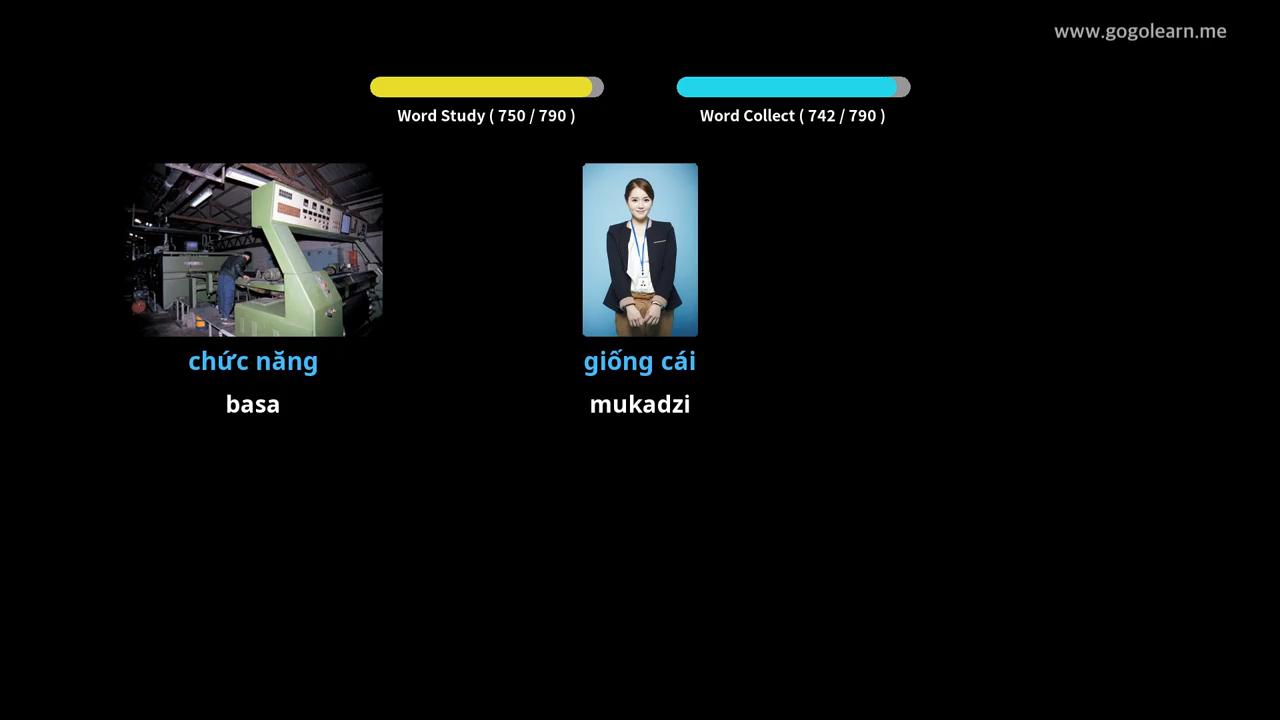 www.gogolearn.me
Word Study ( 750 / 790 )
Word Collect ( 742 / 790 )
chức năng
giống cái
basa
mukadzi